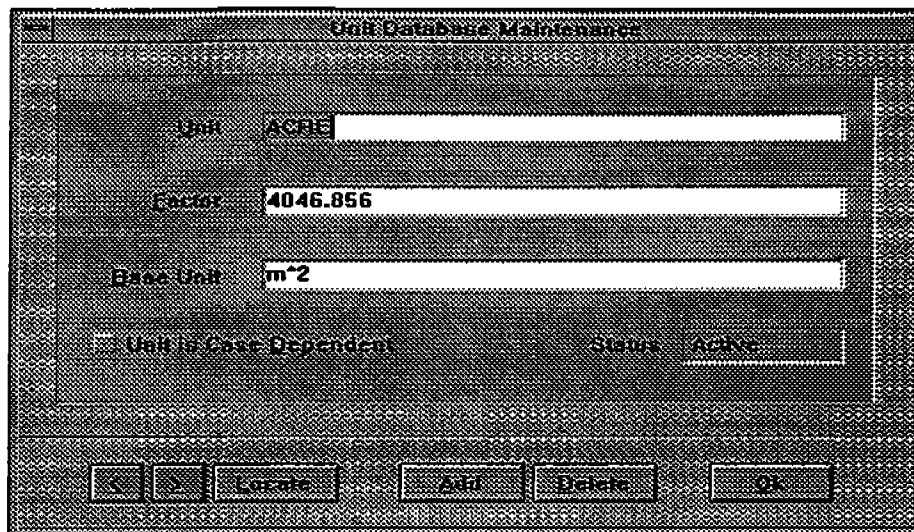 Unit Database Maintenance
Unit ACRE
Factor 4046.856
Base Unit m^2
Unit is Case Dependent Status Active
< > Locate Add Delete Ok